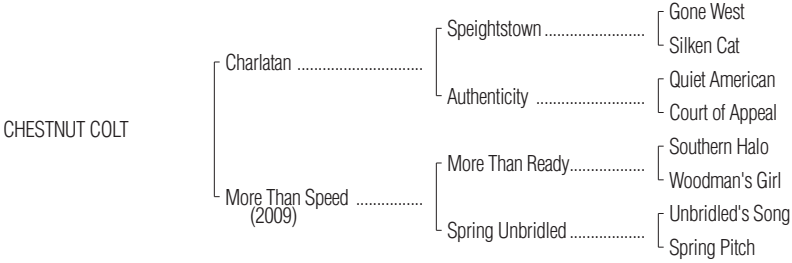 Gone West
Speightstown ........................
Silken Cat
Charlatan ..............................
Quiet American
Authenticity ..........................
Court of Appeal
CHESTNUT COLT
Southern Halo
More Than Ready..................
Woodman's Girl
More Than Speed ................
(2009)
Unbridled's Song
Spring Unbridled ..................
Spring Pitch